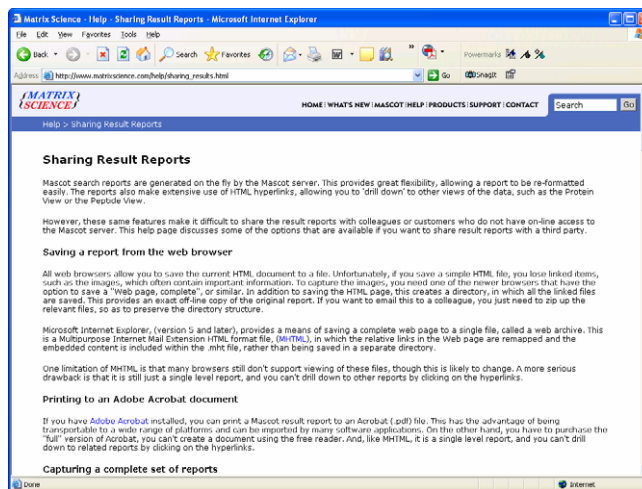 Matrix Science - Help - Sharing Result Reports - Microsoft Internet Explorer
File Edit View Favorites Tools Help
Back Search Favorites Powermarks
Address http://www.matrixscience.com/help/sharing_results.html Go SnagIt
{MATRIX} HOME | WHAT'S NEW | MASCOT | HELP | PRODUCTS | SUPPORT | CONTACT Search Go
{SCIENCE}
Help > Sharing Result Reports
Sharing Result Reports
Mascot search reports are generated on the fly by the Mascot server. This provides great flexibility, allowing a report to be re-formatted
easily. The reports also make extensive use of HTML hyperlinks, allowing you to 'drill down' to other views of the data, such as the Protein
View or the Peptide View.
However, these same features make it difficult to share the result reports with colleagues or customers who do not have on-line access to
the Mascot server. This help page discusses some of the options that are available if you want to share result reports with a third party.
Saving a report from the web browser
All web browsers allow you to save the current HTML document to a file. Unfortunately, if you save a simple HTML file, you lose linked items,
such as the images, which often contain important information. To capture the images, you need one of the newer browsers that have the
option to save a "Web page, complete", or similar. In addition to saving the HTML page, this creates a directory, in which all the linked files
are saved. This provides an exact off-line copy of the original report. If you want to email this to a colleague, you just need to zip up the
relevant files, so as to preserve the directory structure.
Microsoft Internet Explorer, (version 5 and later), provides a means of saving a complete web page to a single file, called a web archive. This
is a Multipurpose Internet Mail Extension HTML format file, (MHTML), in which the relative links in the Web page are remapped and the
embedded content is included within the .mht file, rather than being saved in a separate directory.
One limitation of MHTML is that many browsers still don't support viewing of these files, though this is likely to change. A more serious
drawback is that it is still just a single level report, and you can't drill down to other reports by clicking on the hyperlinks.
Printing to an Adobe Acrobat document
If you have Adobe Acrobat installed, you can print a Mascot result report to an Acrobat (.pdf) file. This has the advantage of being
transportable to a wide range of platforms and can be imported by many software applications. On the other hand, you have to purchase the
"full" version of Acrobat, you can't create a document using the free reader. And, like MHTML, it is a single level report, and you can't drill
down to related reports by clicking on the hyperlinks.
Capturing a complete set of reports
Done Internet